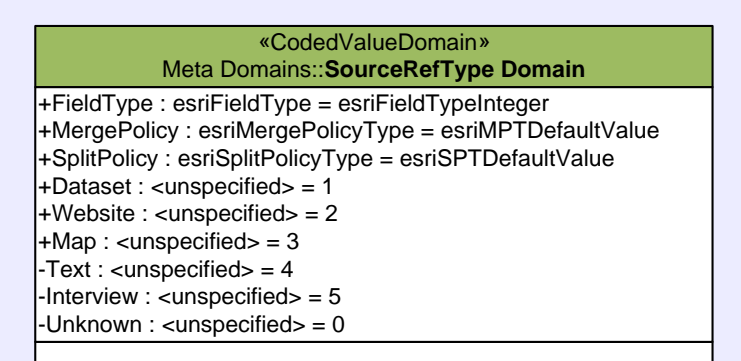 «CodedValueDomain»
Meta Domains::SourceRefType Domain
+FieldType : esriFieldType = esriFieldTypeInteger
+MergePolicy : esriMergePolicyType = esriMPTDefaultValue
+SplitPolicy : esriSplitPolicyType = esriSPTDefaultValue
+Dataset : <unspecified> = 1
+Website : <unspecified> = 2
+Map : <unspecified> = 3
-Text : <unspecified> = 4
-Interview : <unspecified> = 5
-Unknown : <unspecified> = 0